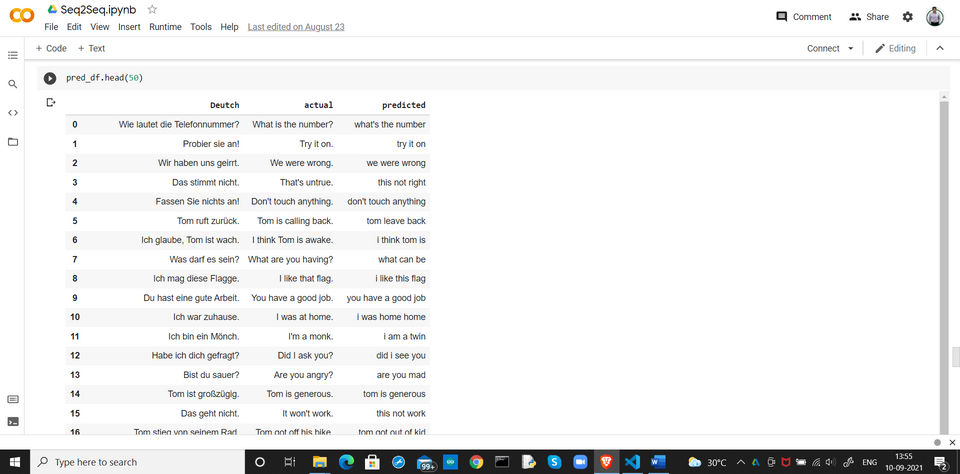 Seq2Seq.ipynb
File Edit View Insert Runtime Tools Help Last edited on August 23
Comment Share
+ Code + Text
Connect Editing
pred_df.head(50)
Deutch actual predicted
0 Wie lautet die Telefonnummer? What is the number? what's the number
1 Probier sie an! Try it on. try it on
2 Wir haben uns geirrt. We were wrong. we were wrong
3 Das stimmt nicht. That's untrue. this not right
4 Fassen Sie nichts an! Don't touch anything. don't touch anything
5 Tom ruft zurück. Tom is calling back. tom leave back
6 Ich glaube, Tom ist wach. I think Tom is awake. i think tom is
7 Was darf es sein? What are you having? what can be
8 Ich mag diese Flagge. I like that flag. i like this flag
9 Du hast eine gute Arbeit. You have a good job. you have a good job
10 Ich war zuhause. I was at home. i was home home
11 Ich bin ein Mönch. I'm a monk. i am a twin
12 Habe ich dich gefragt? Did I ask you? did i see you
13 Bist du sauer? Are you angry? are you mad
14 Tom ist großzügig. Tom is generous. tom is generous
15 Das geht nicht. It won't work. this not work
16 Tom stieg von seinem Rad. Tom got off his bike. tom got out of kid
Type here to search
99+
30°C
ENG
13:55
10-09-2021
2